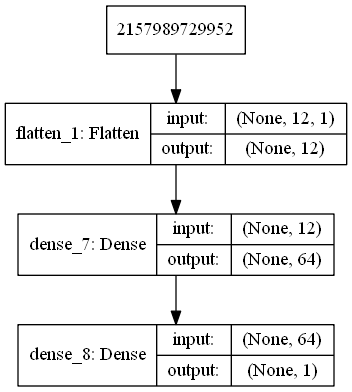 2157989729952
flatten_1: Flatten
input:
(None, 12, 1)
output:
(None, 12)
dense_7: Dense
input:
(None, 12)
output:
(None, 64)
dense_8: Dense
input:
(None, 64)
output:
(None, 1)